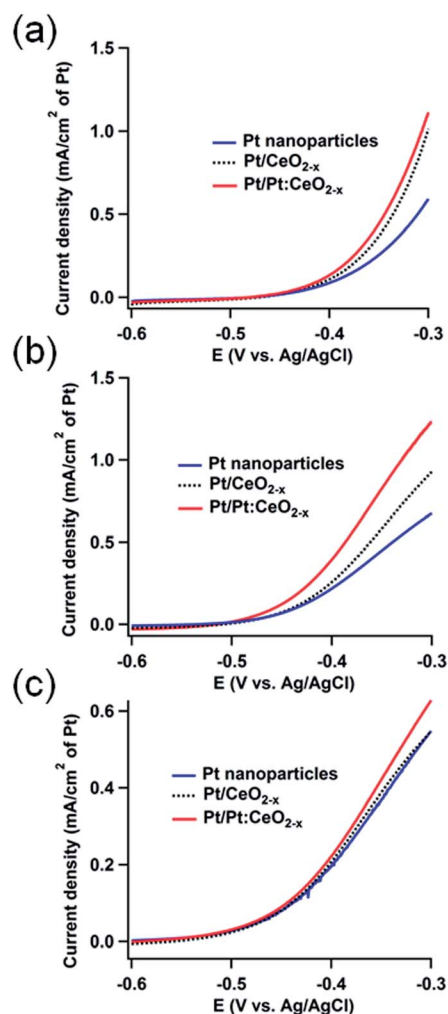 (a)
Current density (mA/cm² of Pt)
1.5
1.0
0.5
0.0
Pt nanoparticles
Pt/CeO₂₋ₓ
Pt/Pt:CeO₂₋ₓ
-0.6 -0.5 -0.4 -0.3
E (V vs. Ag/AgCl)
(b)
Current density (mA/cm² of Pt)
1.5
1.0
0.5
0.0
Pt nanoparticles
Pt/CeO₂₋ₓ
Pt/Pt:CeO₂₋ₓ
-0.6 -0.5 -0.4 -0.3
E (V vs. Ag/AgCl)
(c)
Current density (mA/cm² of Pt)
0.6
0.4
0.2
0.0
Pt nanoparticles
Pt/CeO₂₋ₓ
Pt/Pt:CeO₂₋ₓ
-0.6 -0.5 -0.4 -0.3
E (V vs. Ag/AgCl)